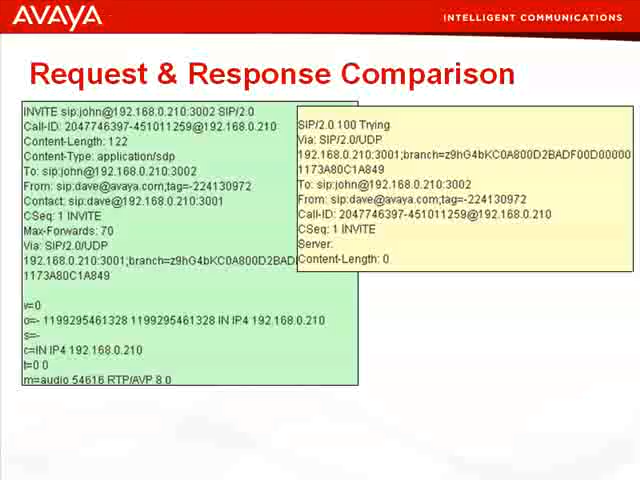 AVAYA
INTELLIGENT COMMUNICATIONS
Request & Response Comparison
INVITE sip:john@192.168.0.210:3002 SIP/2.0
Call-ID: 2047746397-451011259@192.168.0.210
Content-Length: 122
Content-Type: application/sdp
To: sip:john@192.168.0.210:3002
From: sip:dave@avaya.com;tag=-224130972
Contact: sip:dave@192.168.0.210:3001
CSeq: 1 INVITE
Max-Forwards: 70
Via: SIP/2.0/UDP
192.168.0.210:3001;branch=z9hG4bKC0A800D2BADF
1173A80C1A849
v=0
o=- 1199295461328 1199295461328 IN IP4 192.168.0.210
s=-
c=IN IP4 192.168.0.210
t=0 0
m=audio 54616 RTP/AVP 8 0
SIP/2.0 100 Trying
Via: SIP/2.0/UDP
192.168.0.210:3001;branch=z9hG4bKC0A800D2BADF00D00000
1173A80C1A849
To: sip:john@192.168.0.210:3002
From: sip:dave@avaya.com;tag=-224130972
Call-ID: 2047746397-451011259@192.168.0.210
CSeq: 1 INVITE
Server:
Content-Length: 0